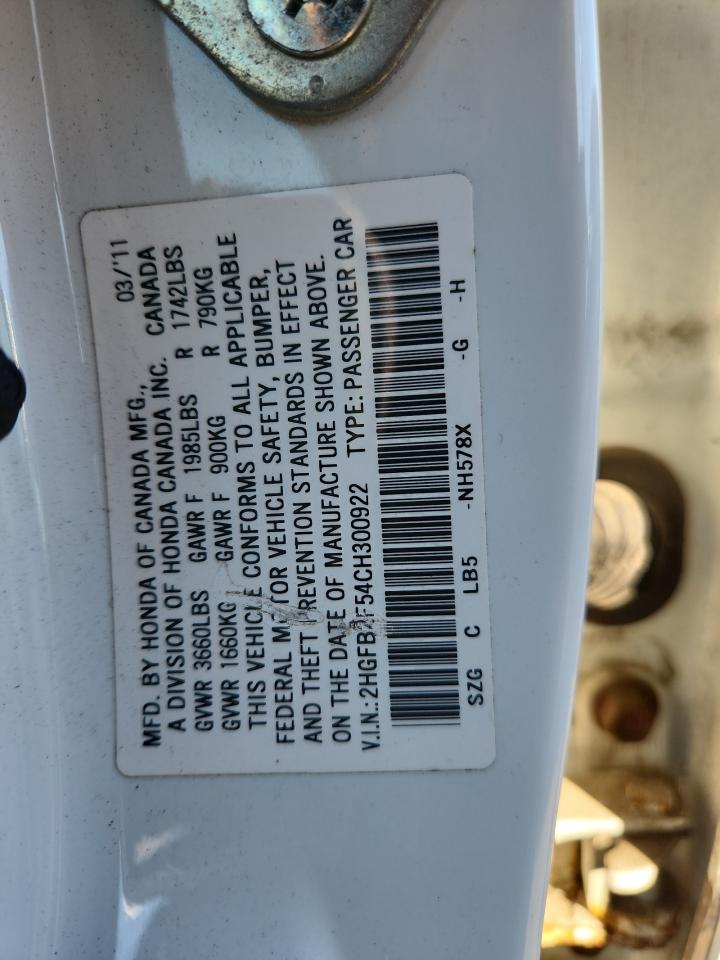 MFD. BY HONDA OF CANADA MFG., 03/'11
A DIVISION OF HONDA CANADA INC. CANADA
GVWR 3660LBS GAWR F 1985LBS R 1742LBS
GVWR 1660KG GAWR F 900KG R 790KG
THIS VEHICLE CONFORMS TO ALL APPLICABLE
FEDERAL MOTOR VEHICLE SAFETY, BUMPER,
AND THEFT PREVENTION STANDARDS IN EFFECT
ON THE DATE OF MANUFACTURE SHOWN ABOVE.
V.I.N.: TYPE: PASSENGER CAR
SZG C LB5 -NH578X -G -H